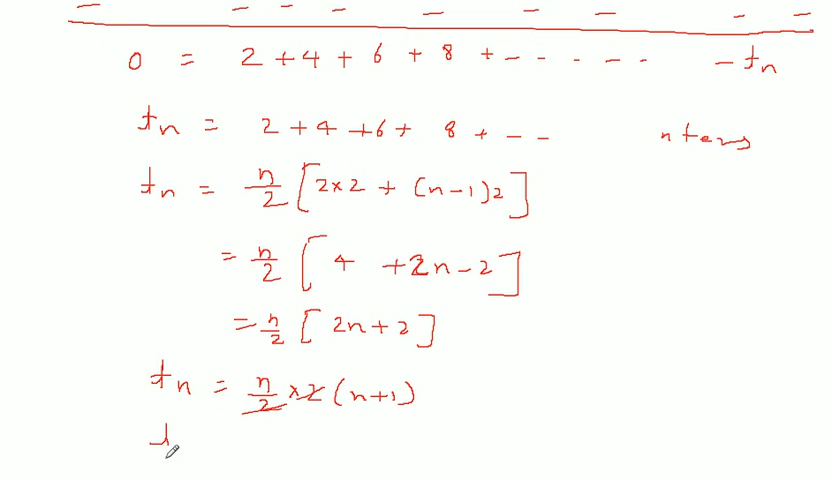 0 = 2 + 4 + 6 + 8 + - - - - - - - tn
tn = 2 + 4 + 6 + 8 + - - n terms
tn = n/2 [2×2 + (n-1)2]
= n/2 [4 + 2n - 2]
= n/2 [2n + 2]
tn = n/2 × 2 (n+1)